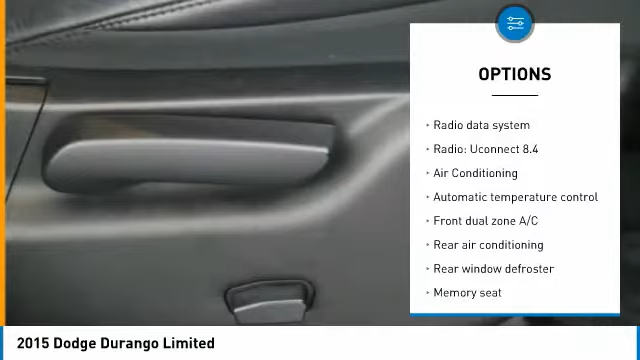 OPTIONS
Radio data system
Radio: Uconnect 8.4
Air Conditioning
Automatic temperature control
Front dual zone A/C
Rear air conditioning
Rear window defroster
Memory seat
2015 Dodge Durango Limited